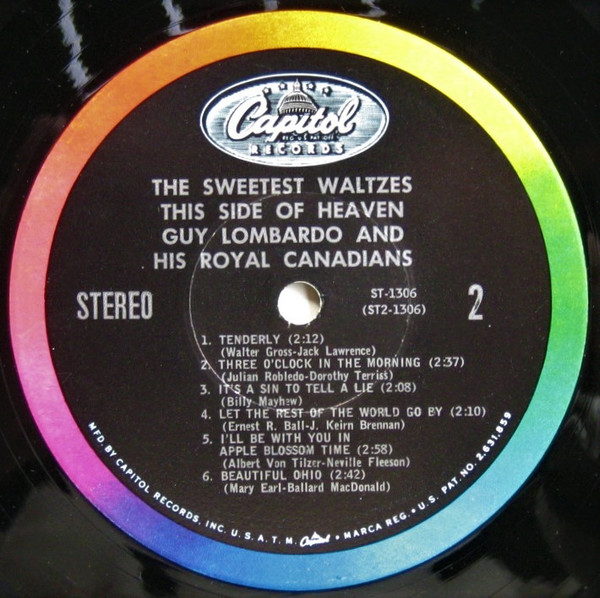 Capitol
REG. U.S. PAT. OFF.
RECORDS
THE SWEETEST WALTZES
THIS SIDE OF HEAVEN
GUY LOMBARDO AND
HIS ROYAL CANADIANS
STEREO
ST-1306
(ST2-1306)
2
1. TENDERLY (2:12)
(Walter Gross-Jack Lawrence)
2. THREE O'CLOCK IN THE MORNING (2:37)
(Julian Robledo-Dorothy Terriss)
3. IT'S A SIN TO TELL A LIE (2:08)
(Billy Mayhew)
4. LET THE REST OF THE WORLD GO BY (2:10)
(Ernest R. Ball-J. Keirn Brennan)
5. I'LL BE WITH YOU IN
APPLE BLOSSOM TIME (2:58)
(Albert Von Tilzer-Neville Fleeson)
6. BEAUTIFUL OHIO (2:42)
(Mary Earl-Ballard MacDonald)
MFD. BY CAPITOL RECORDS, INC. U.S.A. T.M. Capitol • MARCA REG. • U.S. PAT. NO. 2,631,859